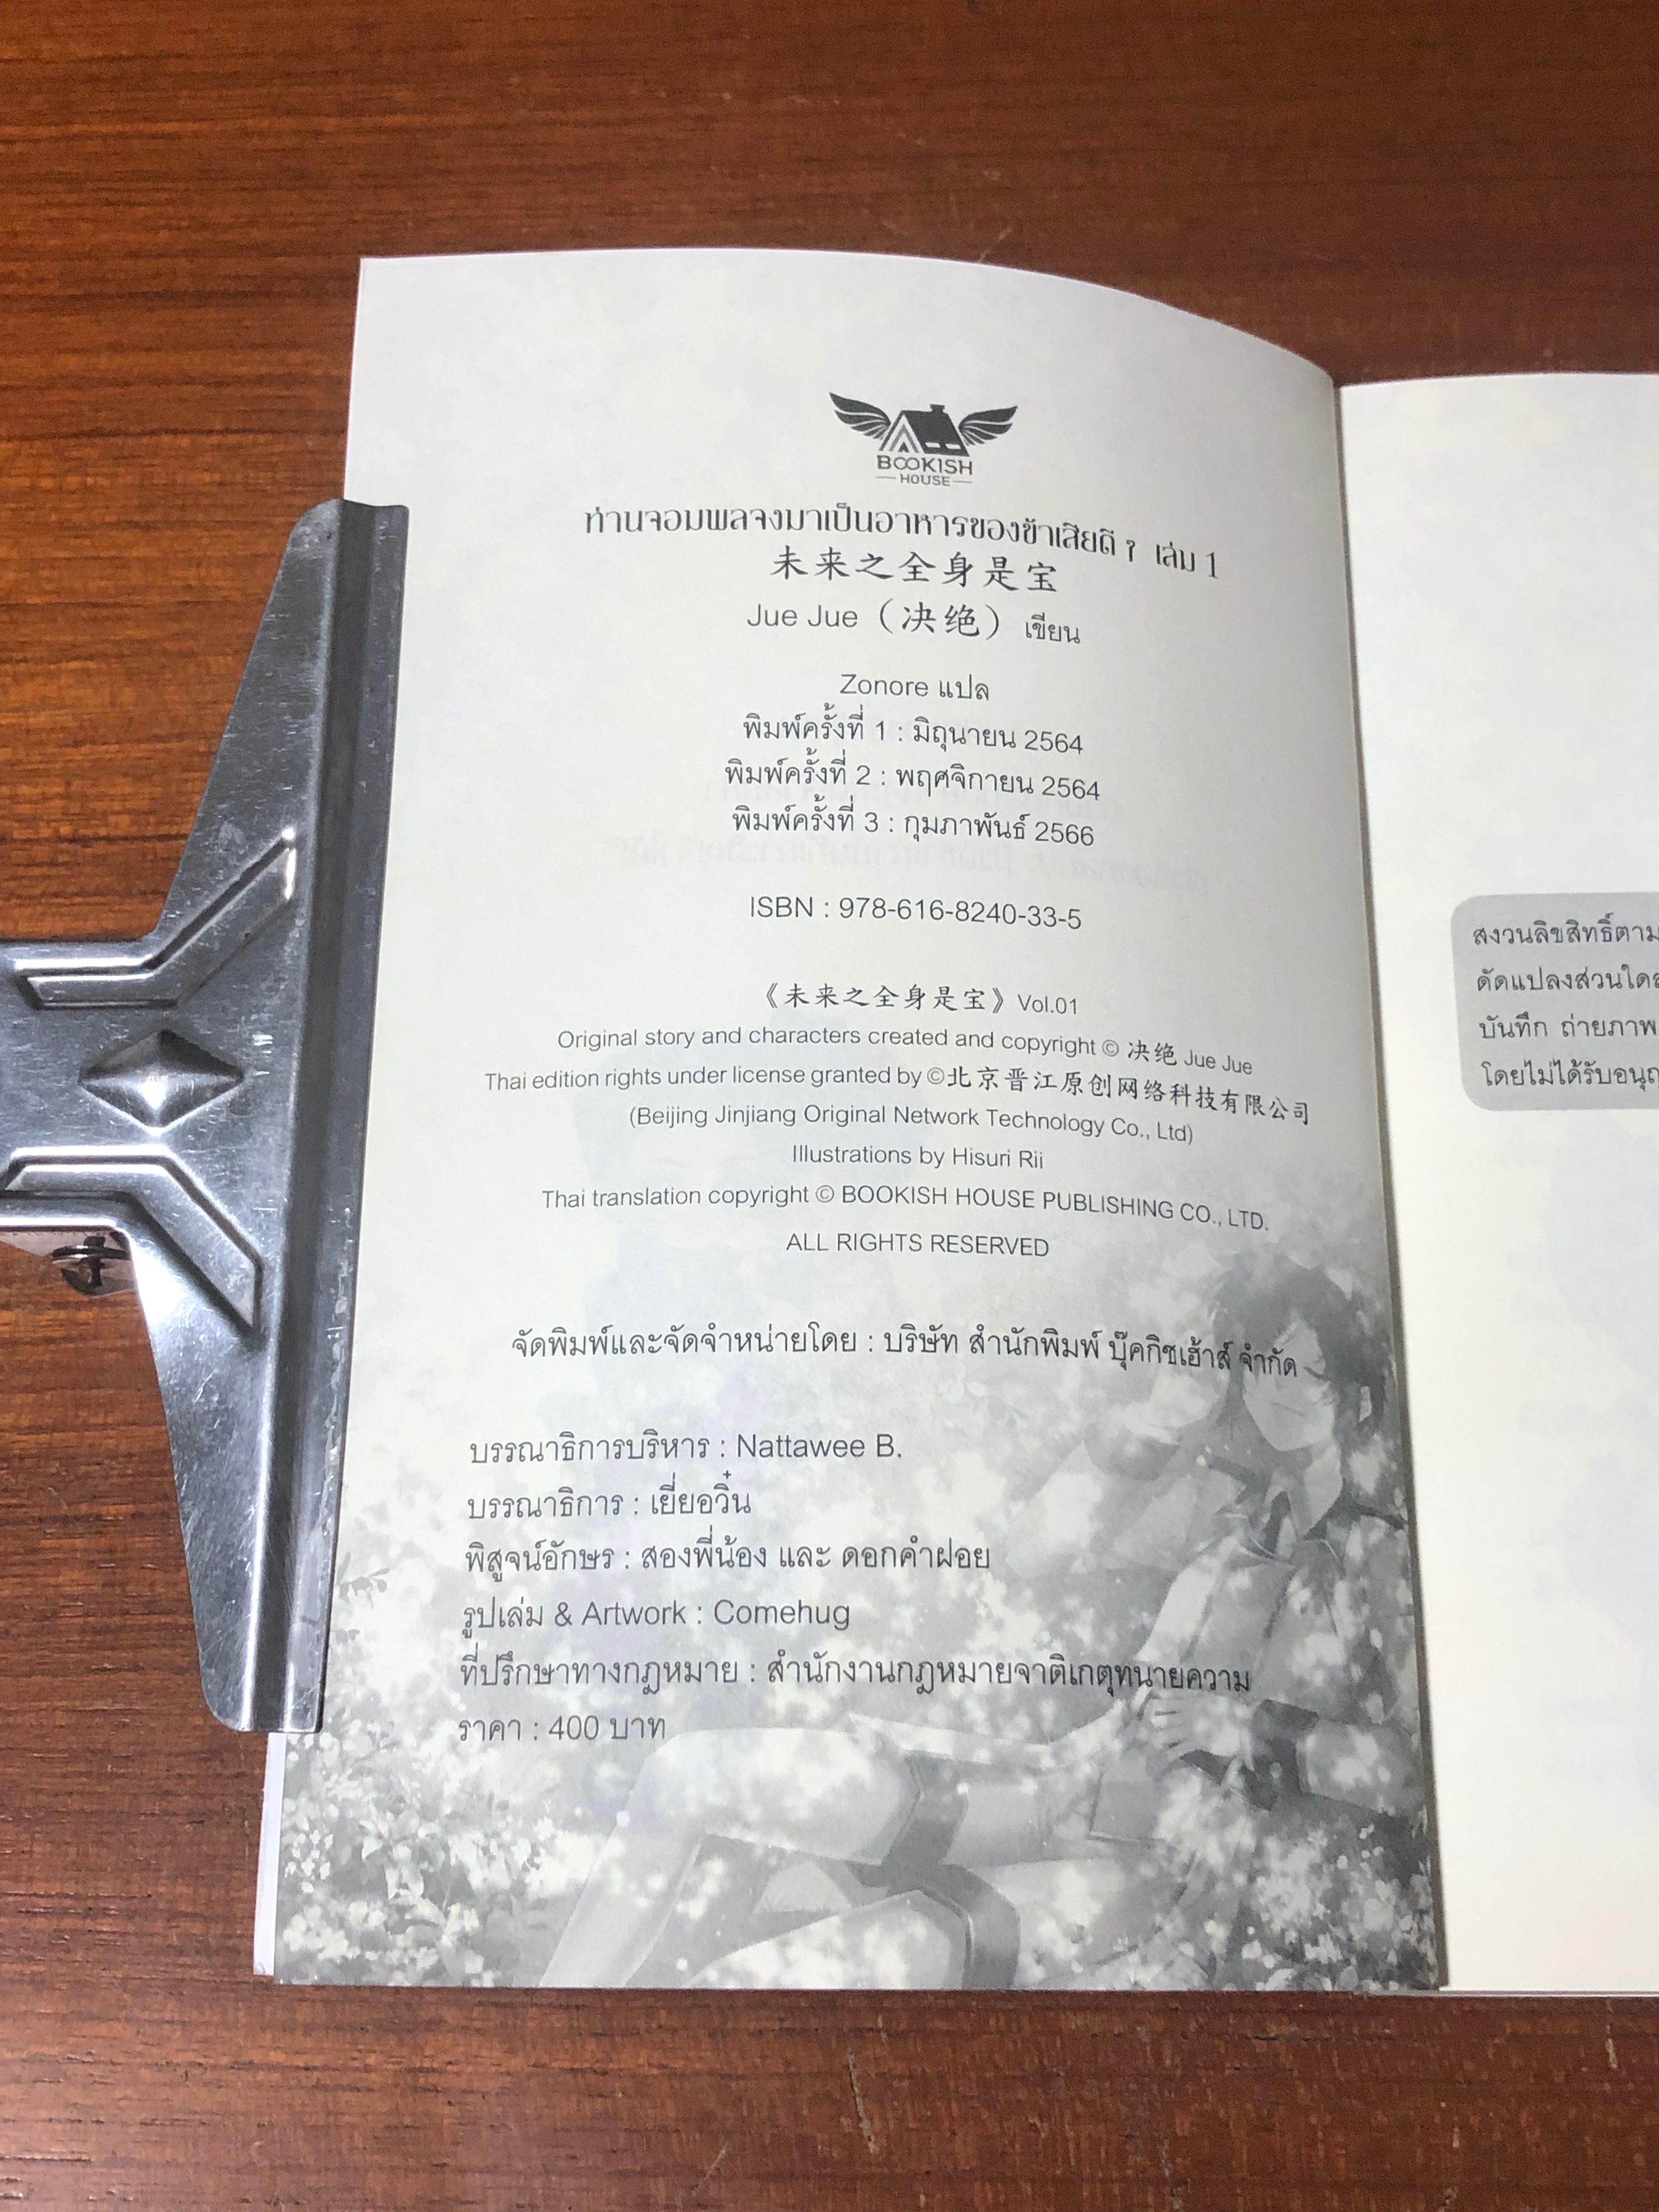 BOOKISH
HOUSE
ท่านจอมพลจงมาเป็นอาหารของข้าเสียดี ๆ เล่ม 1
未来之全身是宝
Jue Jue（决绝）เขียน
Zonore แปล
พิมพ์ครั้งที่ 1 : มิถุนายน 2564
พิมพ์ครั้งที่ 2 : พฤศจิกายน 2564
พิมพ์ครั้งที่ 3 : กุมภาพันธ์ 2566
ISBN : 978-616-8240-33-5
《未来之全身是宝》Vol.01
Original story and characters created and copyright © 决绝 Jue Jue
Thai edition rights under license granted by ©北京晋江原创网络科技有限公司
(Beijing Jinjiang Original Network Technology Co., Ltd)
Illustrations by Hisuri Rii
Thai translation copyright © BOOKISH HOUSE PUBLISHING CO., LTD.
ALL RIGHTS RESERVED
จัดพิมพ์และจัดจำหน่ายโดย : บริษัท สำนักพิมพ์ บุ๊คกิชเฮ้าส์ จำกัด
บรรณาธิการบริหาร : Nattawee B.
บรรณาธิการ : เยี่ยอวิ๋น
พิสูจน์อักษร : สองพี่น้อง และ ดอกคำฝอย
รูปเล่ม & Artwork : Comehug
ที่ปรึกษาทางกฎหมาย : สำนักงานกฎหมายจาติเกตุทนายความ
ราคา : 400 บาท
สงวนลิขสิทธิ์ตาม
ดัดแปลงส่วนใด
บันทึก ถ่ายภาพ
โดยไม่ได้รับ